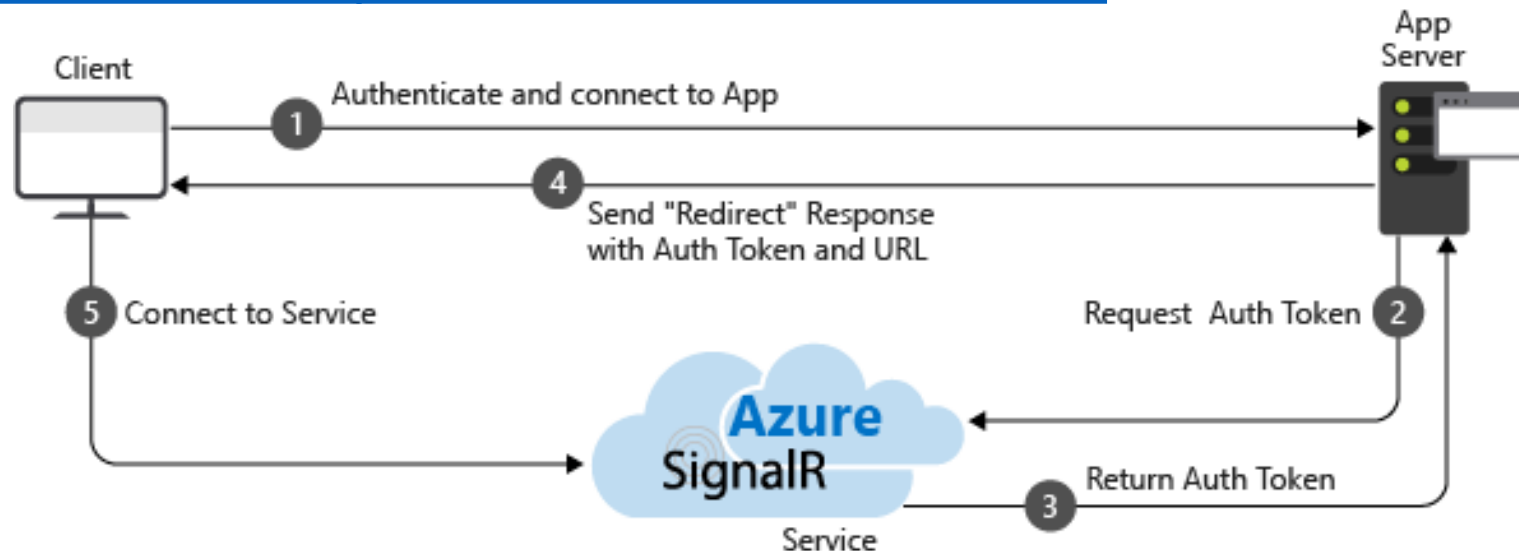 App
Server
Client
Authenticate and connect to App
1
4
Send "Redirect" Response
with Auth Token and URL
5 Connect to Service
Request Auth Token 2
Azure
SignalR
Return Auth Token
3
Service